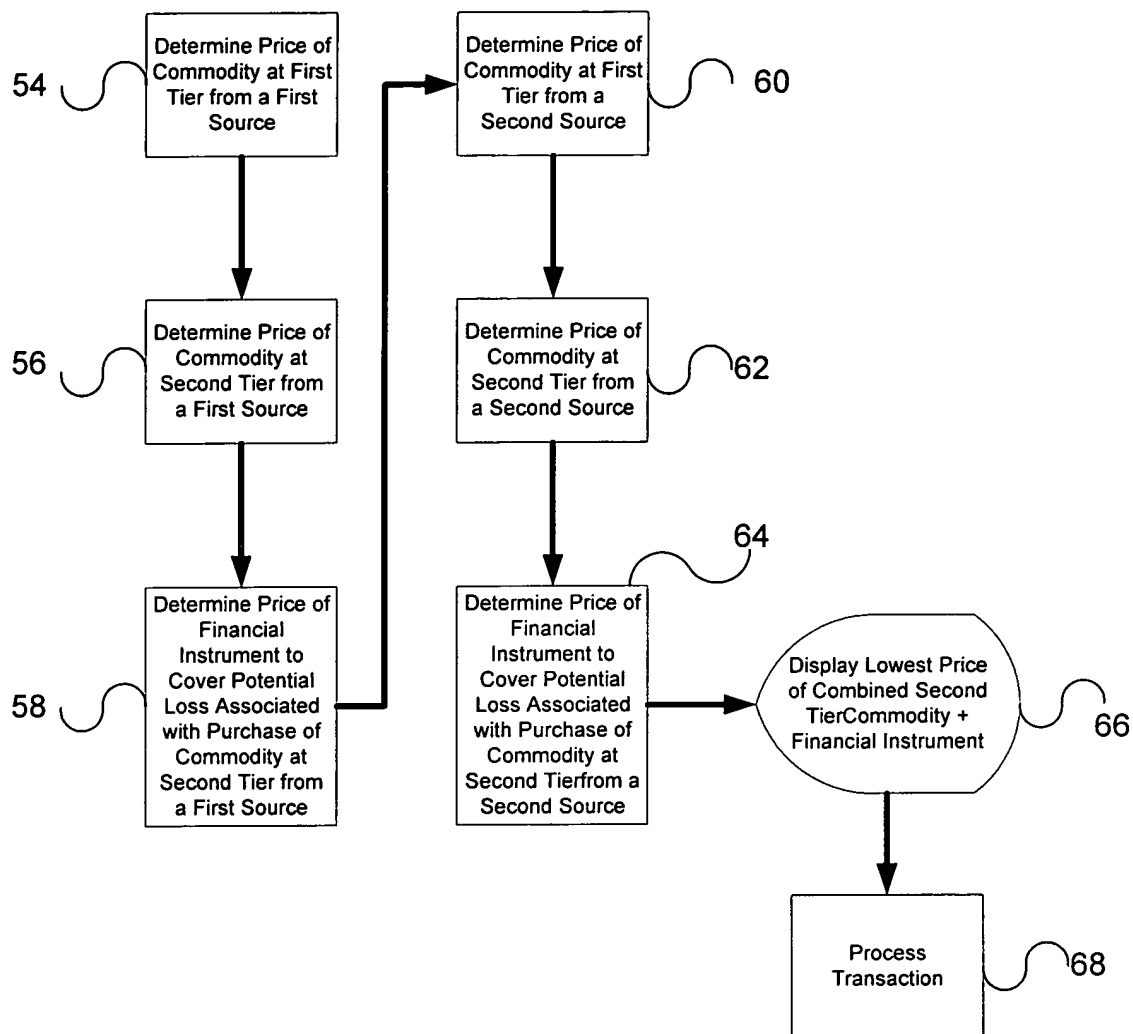 54
Determine Price of
Commodity at First
Tier from a First
Source
56
Determine Price of
Commodity at
Second Tier from
a First Source
58
Determine Price of
Financial
Instrument to
Cover Potential
Loss Associated
with Purchase of
Commodity at
Second Tier from
a First Source
Determine Price of
Commodity at First
Tier from a
Second Source
60
Determine Price of
Commodity at
Second Tier from
a Second Source
62
64
Determine Price of
Financial
Instrument to
Cover Potential
Loss Associated
with Purchase of
Commodity at
Second Tierfrom a
Second Source
Display Lowest Price
of Combined Second
TierCommodity +
Financial Instrument
66
Process
Transaction
68